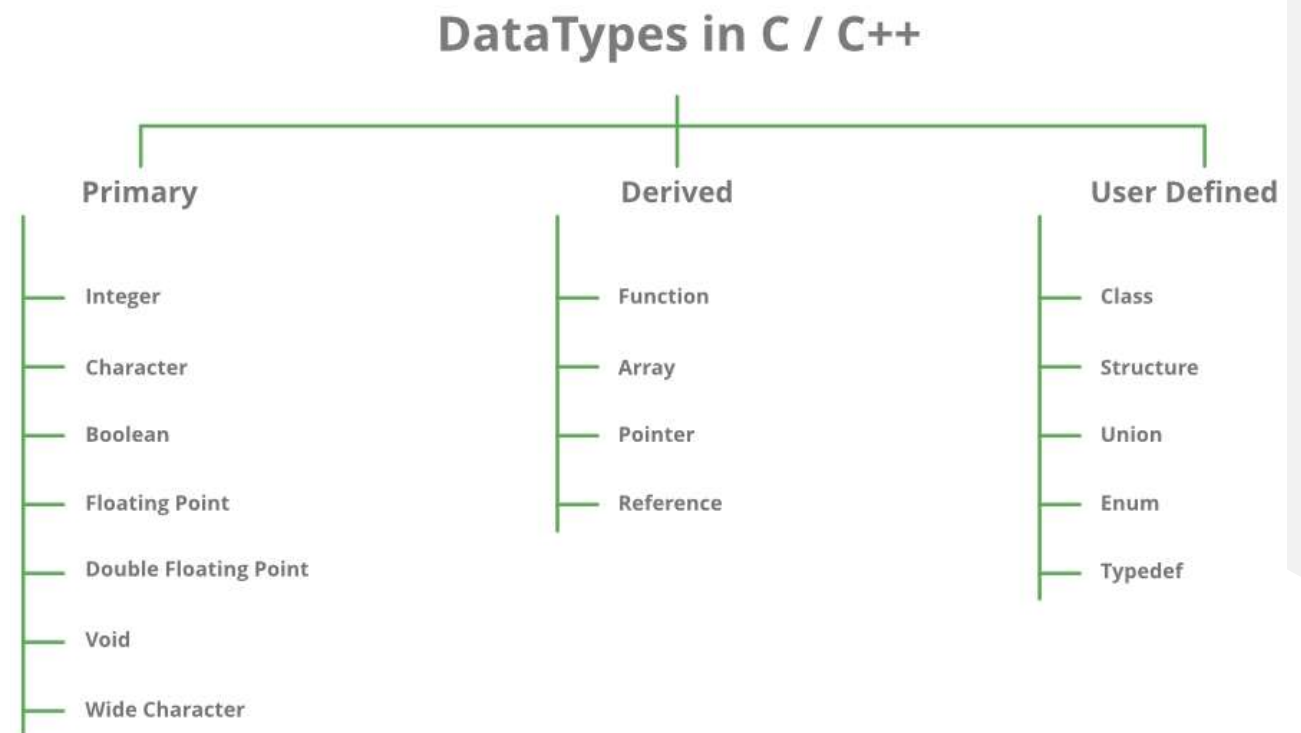 DataTypes in C / C++
Primary
Integer
Character
Boolean
Floating Point
Double Floating Point
Void
Wide Character
Derived
Function
Array
Pointer
Reference
User Defined
Class
Structure
Union
Enum
Typedef